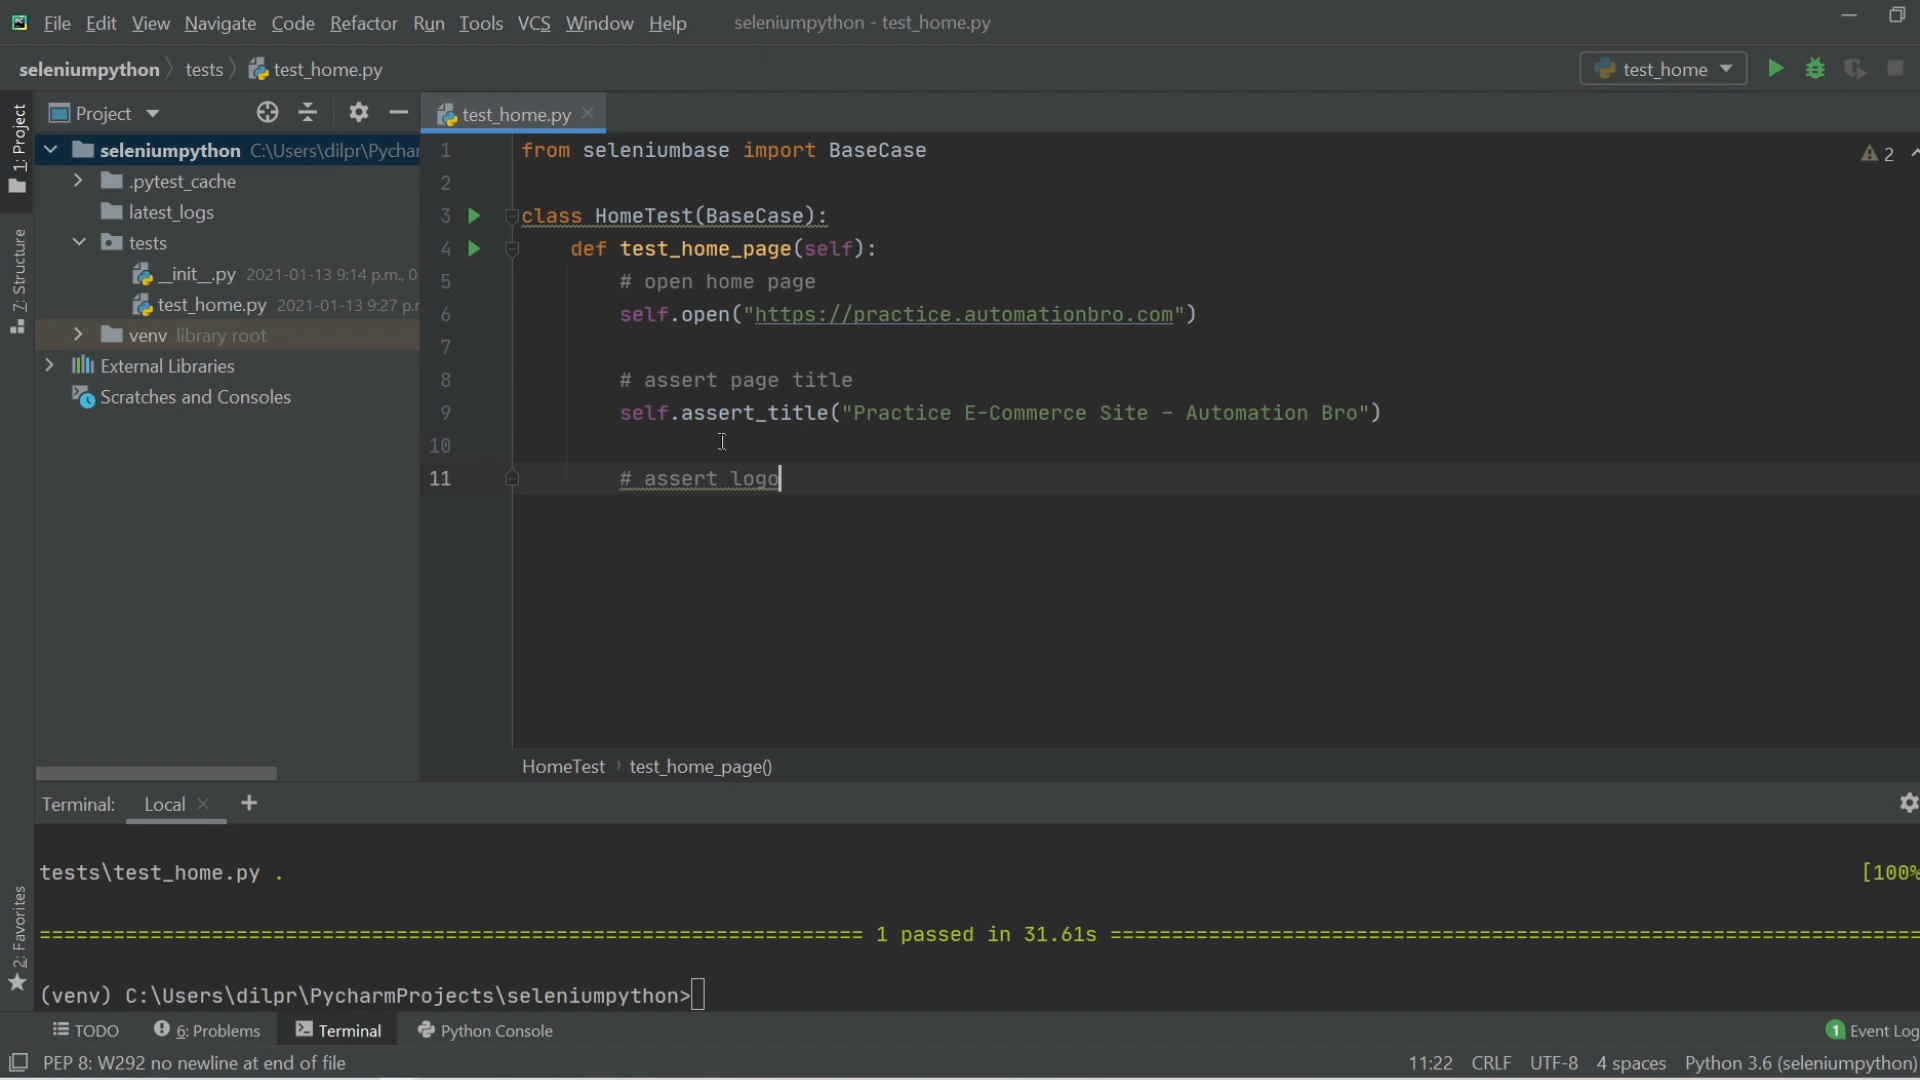 File Edit View Navigate Code Refactor Run Tools VCS Window Help seleniumpython - test_home.py
seleniumpython tests test_home.py test_home
1: Project
7: Structure
2: Favorites
Project
seleniumpython C:\Users\dilpr\Pychar
.pytest_cache
latest_logs
tests
__init__.py 2021-01-13 9:14 p.m., 0
test_home.py 2021-01-13 9:27 p.r
venv library root
External Libraries
Scratches and Consoles
test_home.py
2
1 from seleniumbase import BaseCase
2
3 class HomeTest(BaseCase):
4 def test_home_page(self):
5 # open home page
6 self.open("https://practice.automationbro.com")
7
8 # assert page title
9 self.assert_title("Practice E-Commerce Site – Automation Bro")
10
11 # assert logo
HomeTest › test_home_page()
Terminal: Local +
tests\test_home.py . [100%
=================================================================== 1 passed in 31.61s ==================================================================
(venv) C:\Users\dilpr\PycharmProjects\seleniumpython>
TODO 6: Problems Terminal Python Console 1 Event Log
PEP 8: W292 no newline at end of file 11:22 CRLF UTF-8 4 spaces Python 3.6 (seleniumpython)